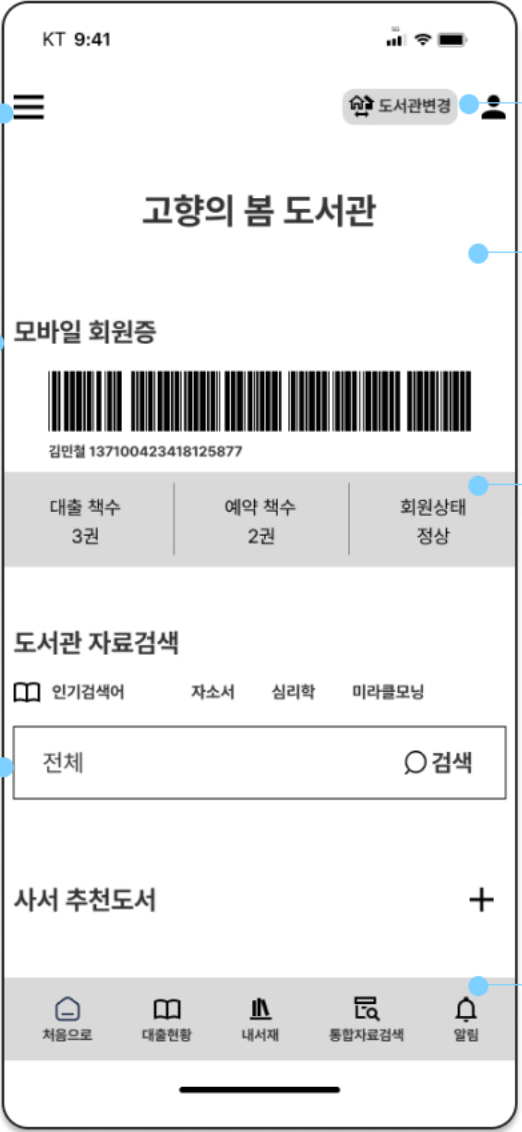 KT 9:41
5G
도서관변경
고향의 봄 도서관
모바일 회원증
김민철 137100423418125877
대출 책수 예약 책수 회원상태
3권 2권 정상
도서관 자료검색
인기검색어 자소서 심리학 미라클모닝
전체 검색
사서 추천도서
처음으로 대출현황 내서재 통합자료검색 알림